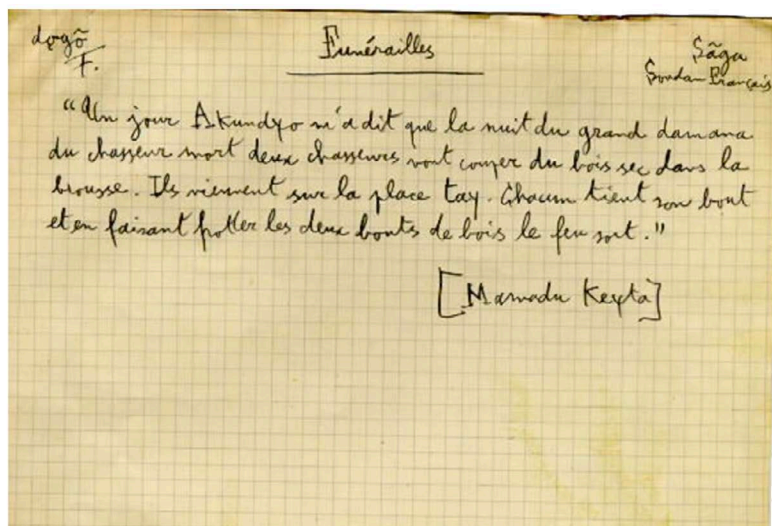 dọgõ
F.
Funérailles
Sãga
Soudan Français
"Un jour Akundyo m'a dit que la nuit du grand damana
du chasseur mort deux chasseurs vont couper du bois sec dans la
brousse. Ils viennent sur la place tay. Chacun tient son bout
et en faisant frotter les deux bouts de bois le feu sort."
[Mamadu Keyta]